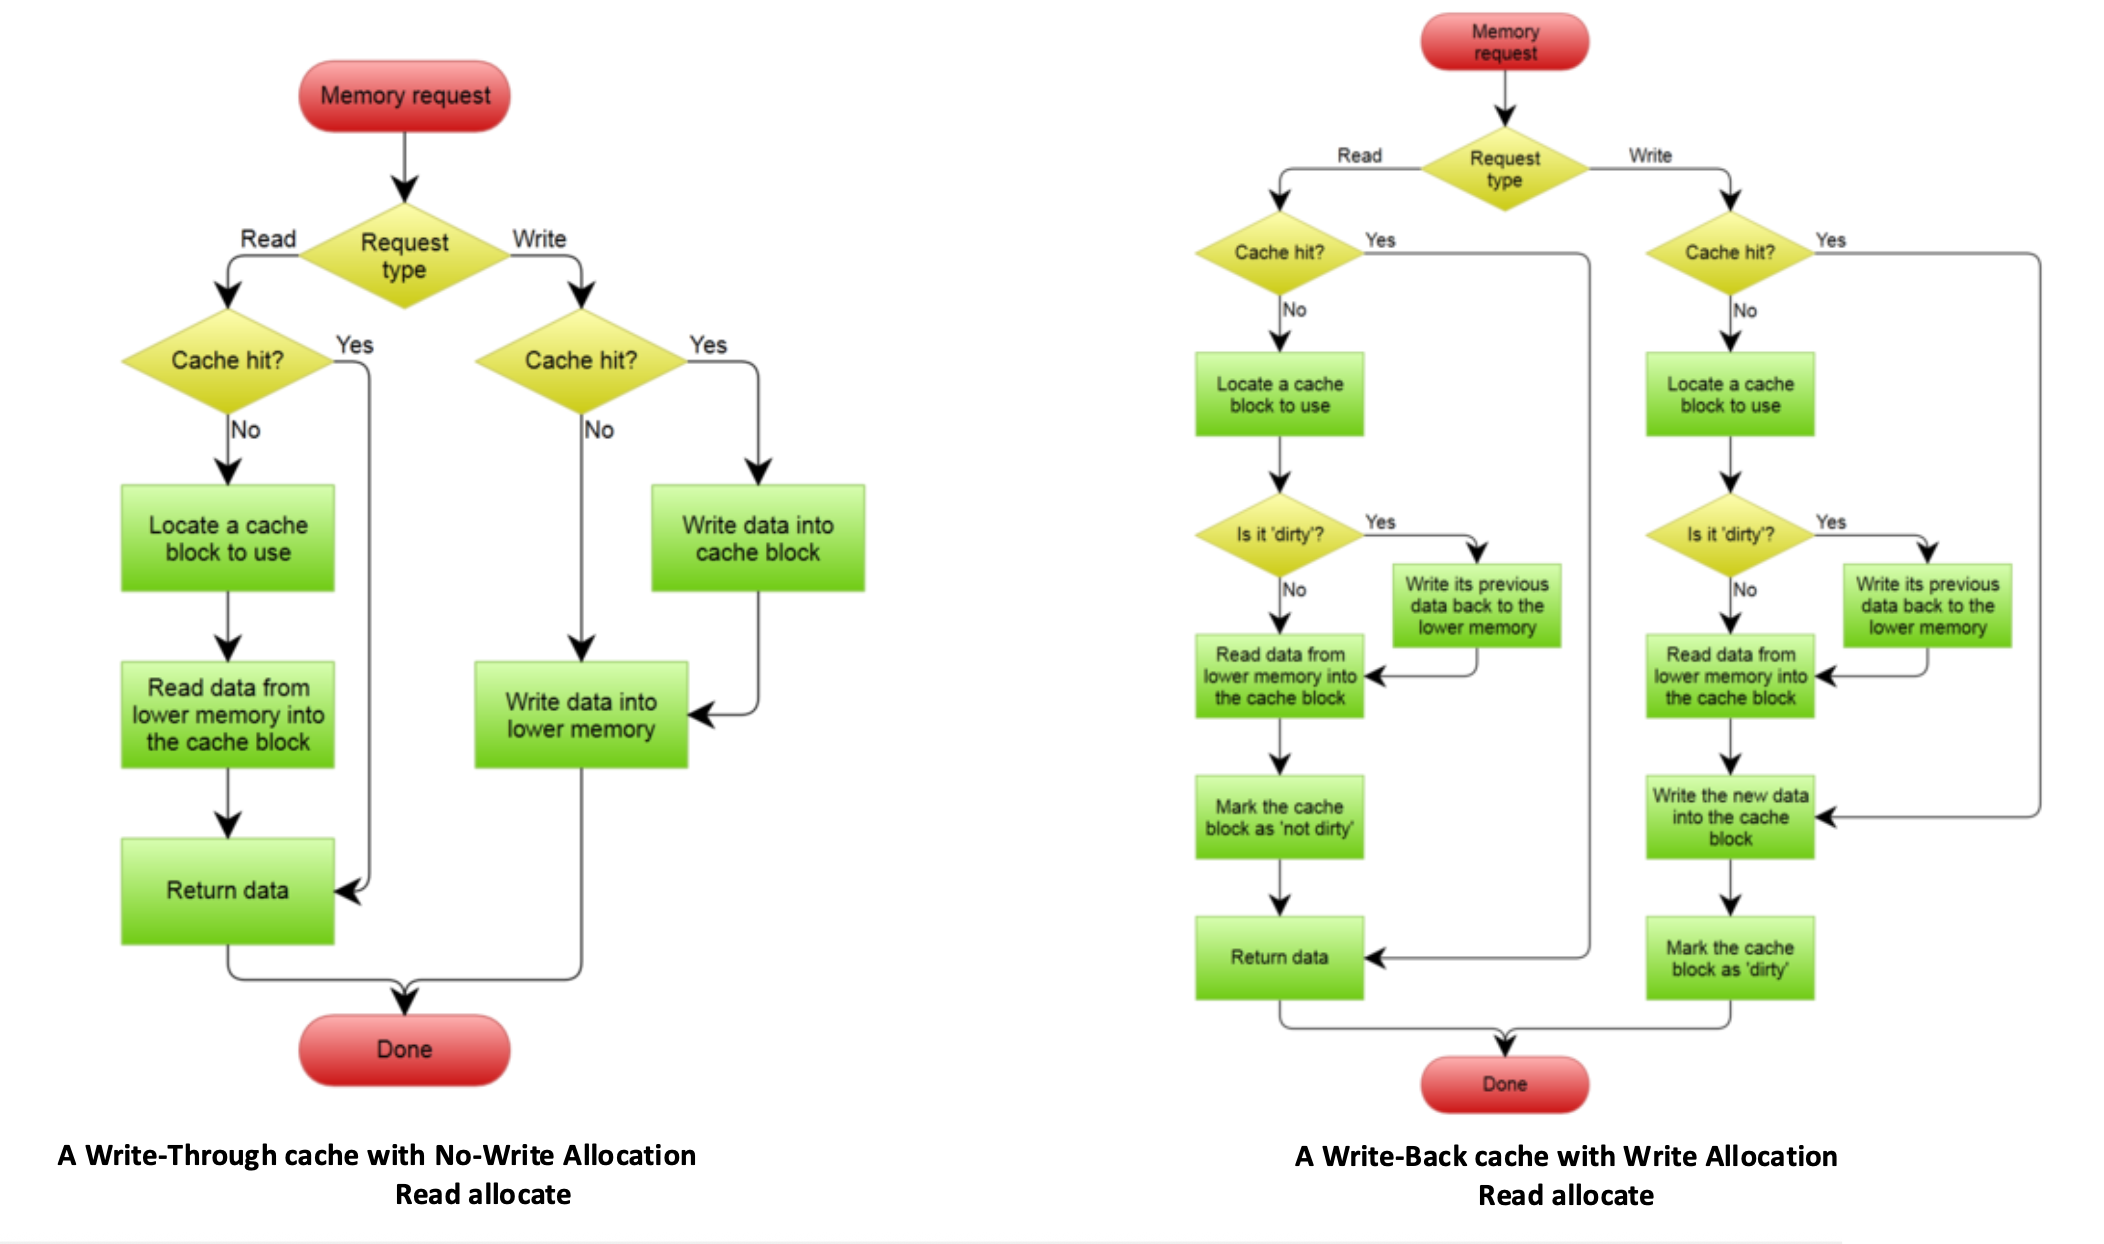 Memory request
Request
type
Read
Write
Cache hit?
Yes
No
Cache hit?
Yes
No
Locate a cache
block to use
Write data into
cache block
Read data from
lower memory into
the cache block
Write data into
lower memory
Return data
Done
A Write-Through cache with No-Write Allocation
Read allocate
Memory
request
Request
type
Read
Write
Cache hit?
Yes
No
Cache hit?
Yes
No
Locate a cache
block to use
Locate a cache
block to use
Is it 'dirty'?
Yes
No
Is it 'dirty'?
Yes
No
Write its previous
data back to the
lower memory
Write its previous
data back to the
lower memory
Read data from
lower memory into
the cache block
Read data from
lower memory into
the cache block
Mark the cache
block as 'not dirty'
Write the new data
into the cache
block
Return data
Mark the cache
block as 'dirty'
Done
A Write-Back cache with Write Allocation
Read allocate